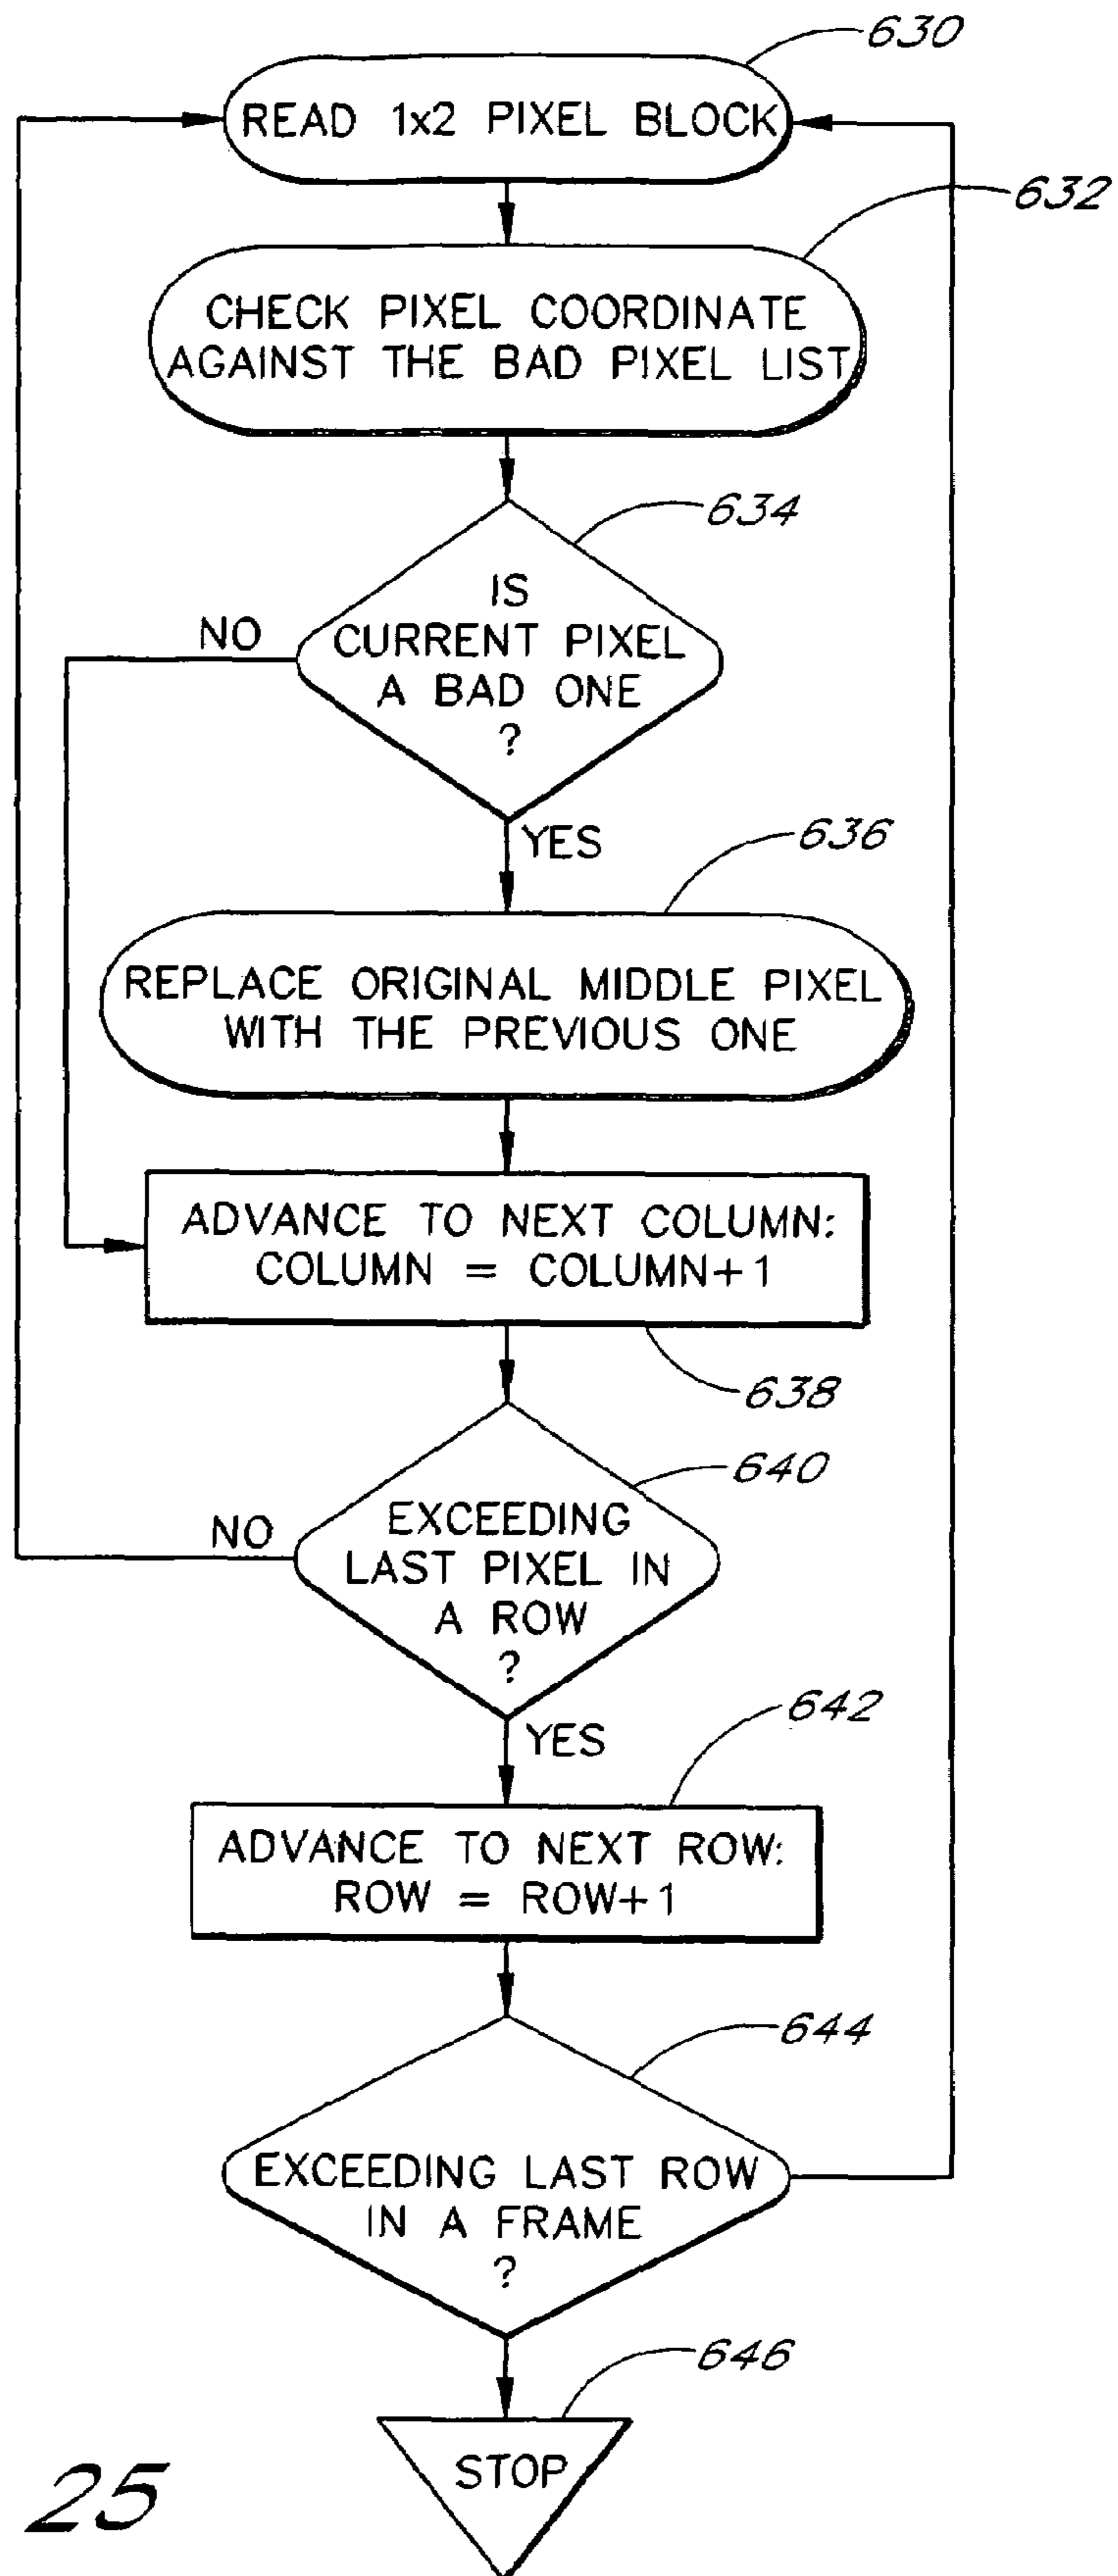 630
READ 1x2 PIXEL BLOCK
632
CHECK PIXEL COORDINATE
AGAINST THE BAD PIXEL LIST
634
IS
CURRENT PIXEL
A BAD ONE
?
NO
YES
636
REPLACE ORIGINAL MIDDLE PIXEL
WITH THE PREVIOUS ONE
ADVANCE TO NEXT COLUMN:
COLUMN = COLUMN+1
638
640
EXCEEDING
LAST PIXEL IN
A ROW
?
NO
YES
642
ADVANCE TO NEXT ROW:
ROW = ROW+1
644
EXCEEDING LAST ROW
IN A FRAME
?
646
STOP
25